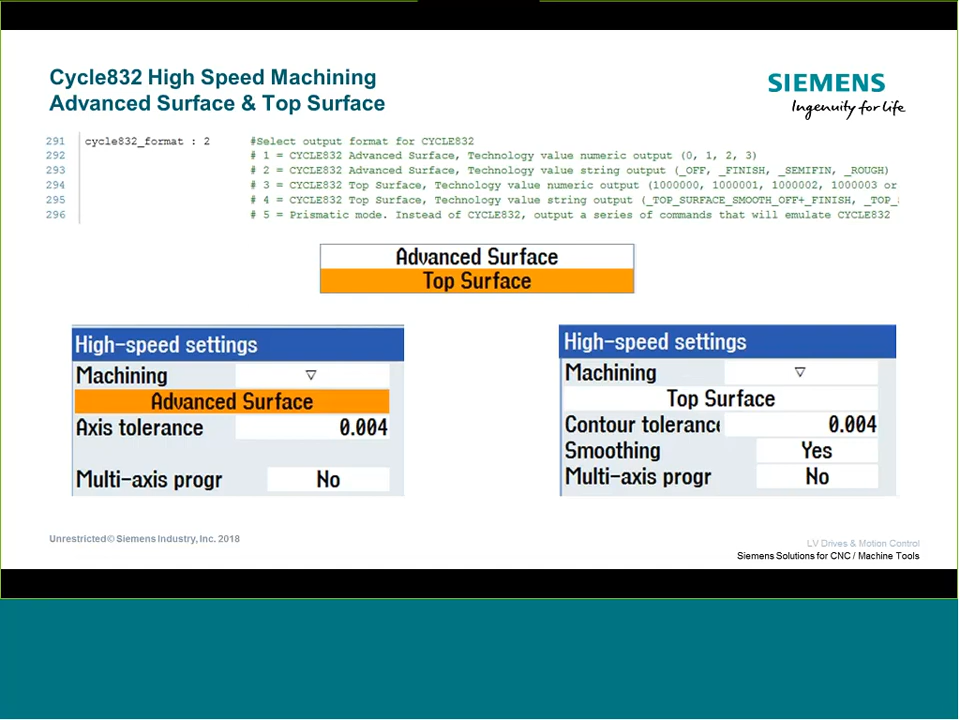 Cycle832 High Speed Machining
Advanced Surface & Top Surface
SIEMENS
Ingenuity for life
291 cycle832_format : 2 #Select output format for CYCLE832
292 # 1 = CYCLE832 Advanced Surface, Technology value numeric output (0, 1, 2, 3)
293 # 2 = CYCLE832 Advanced Surface, Technology value string output (_OFF, _FINISH, _SEMIFIN, _ROUGH)
294 # 3 = CYCLE832 Top Surface, Technology value numeric output (1000000, 1000001, 1000002, 1000003 or
295 # 4 = CYCLE832 Top Surface, Technology value string output (_TOP_SURFACE_SMOOTH_OFF+_FINISH, _TOP_
296 # 5 = Prismatic mode. Instead of CYCLE832, output a series of commands that will emulate CYCLE832
Advanced Surface
Top Surface
High-speed settings
Machining ▽
Advanced Surface
Axis tolerance 0.004
Multi-axis progr No
High-speed settings
Machining ▽
Top Surface
Contour toleranc 0.004
Smoothing Yes
Multi-axis progr No
Unrestricted © Siemens Industry, Inc. 2018
LV Drives & Motion Control
Siemens Solutions for CNC / Machine Tools